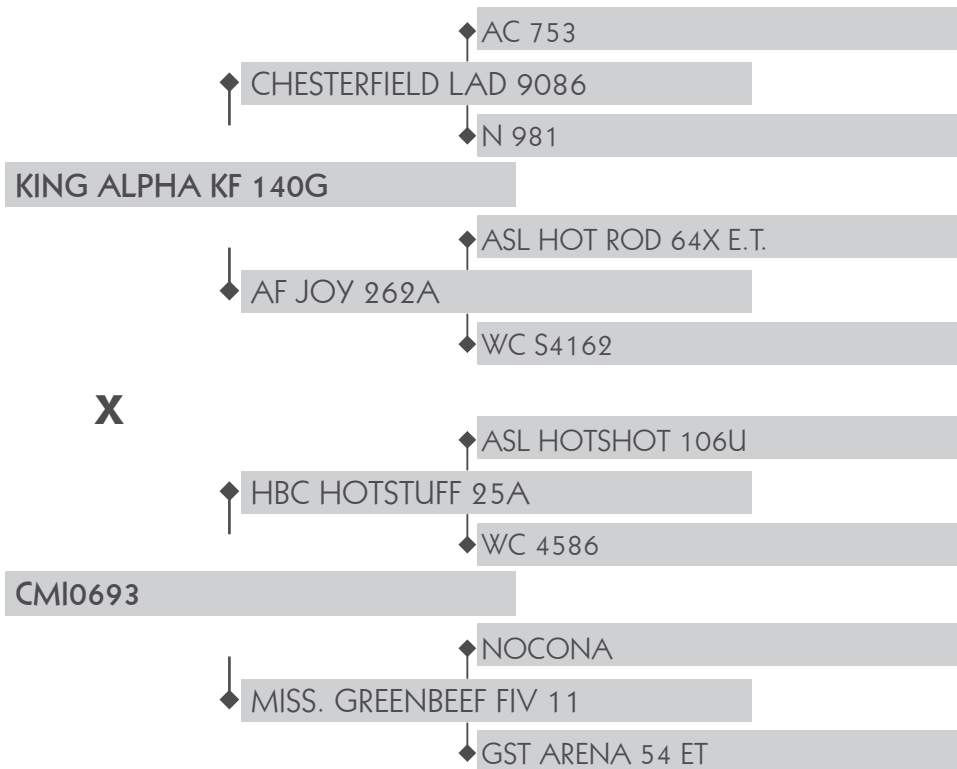 AC 753
CHESTERFIELD LAD 9086
N 981
KING ALPHA KF 140G
ASL HOT ROD 64X E.T.
AF JOY 262A
WC S4162
X
ASL HOTSHOT 106U
HBC HOTSTUFF 25A
WC 4586
CMI0693
NOCONA
MISS. GREENBEEF FIV 11
GST ARENA 54 ET